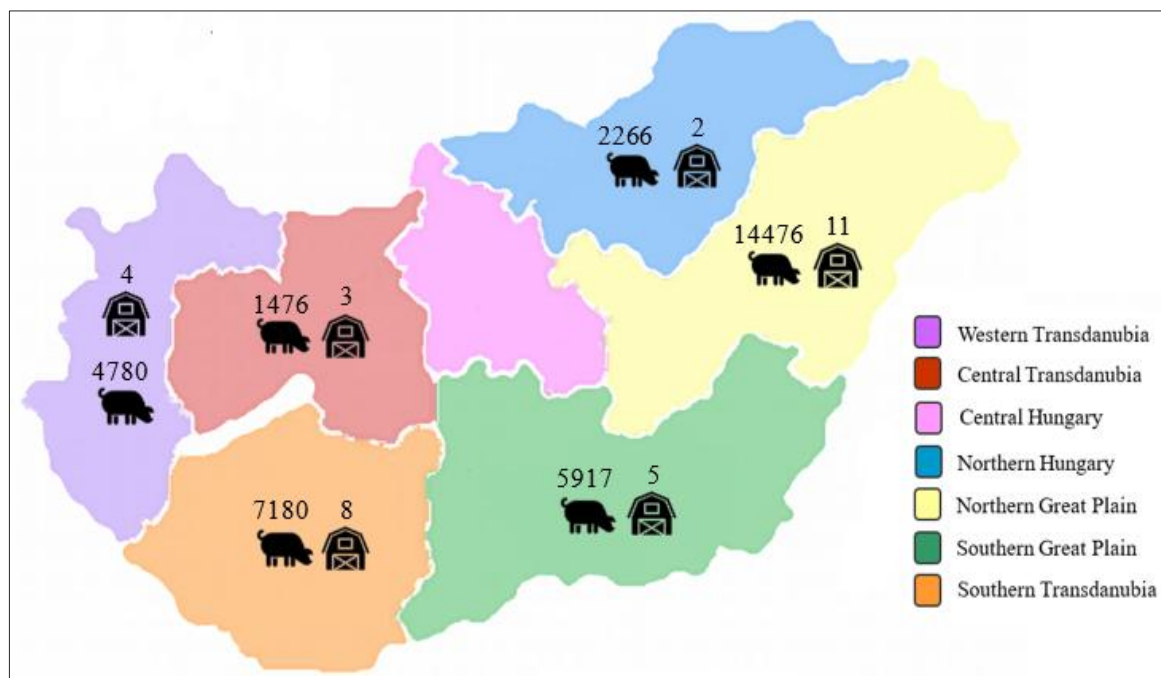 2266 2
14476 11
4
1476 3
4780
5917 5
7180 8
Western Transdanubia
Central Transdanubia
Central Hungary
Northern Hungary
Northern Great Plain
Southern Great Plain
Southern Transdanubia